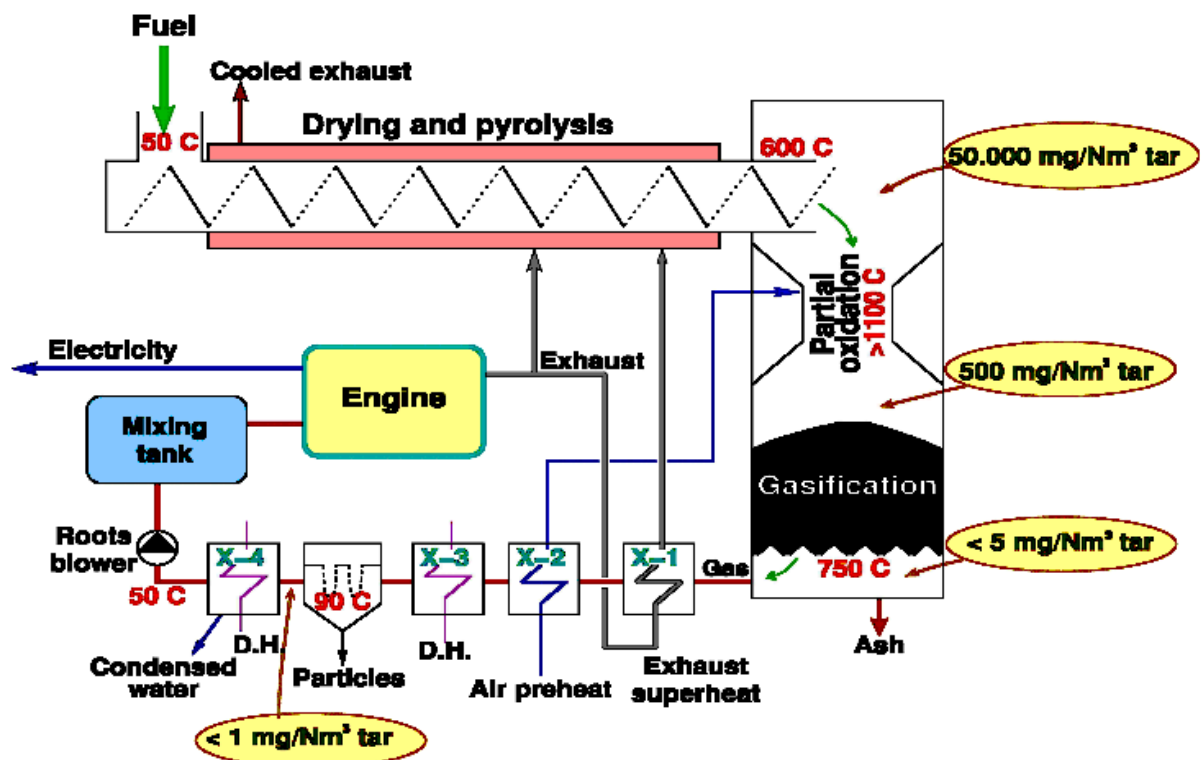 Fuel
Cooled exhaust
Drying and pyrolysis
50 C
600 C
50.000 mg/Nm³ tar
Partial
oxidation
>1100 C
Electricity
Exhaust
Engine
500 mg/Nm³ tar
Mixing
tank
Gasification
Roots
blower
X-4
X-3
X-2
X-1
Gas
< 5 mg/Nm³ tar
750 C
50 C
90 C
D.H.
D.H.
Ash
Condensed
water
Particles
Air preheat
Exhaust
superheat
< 1 mg/Nm³ tar